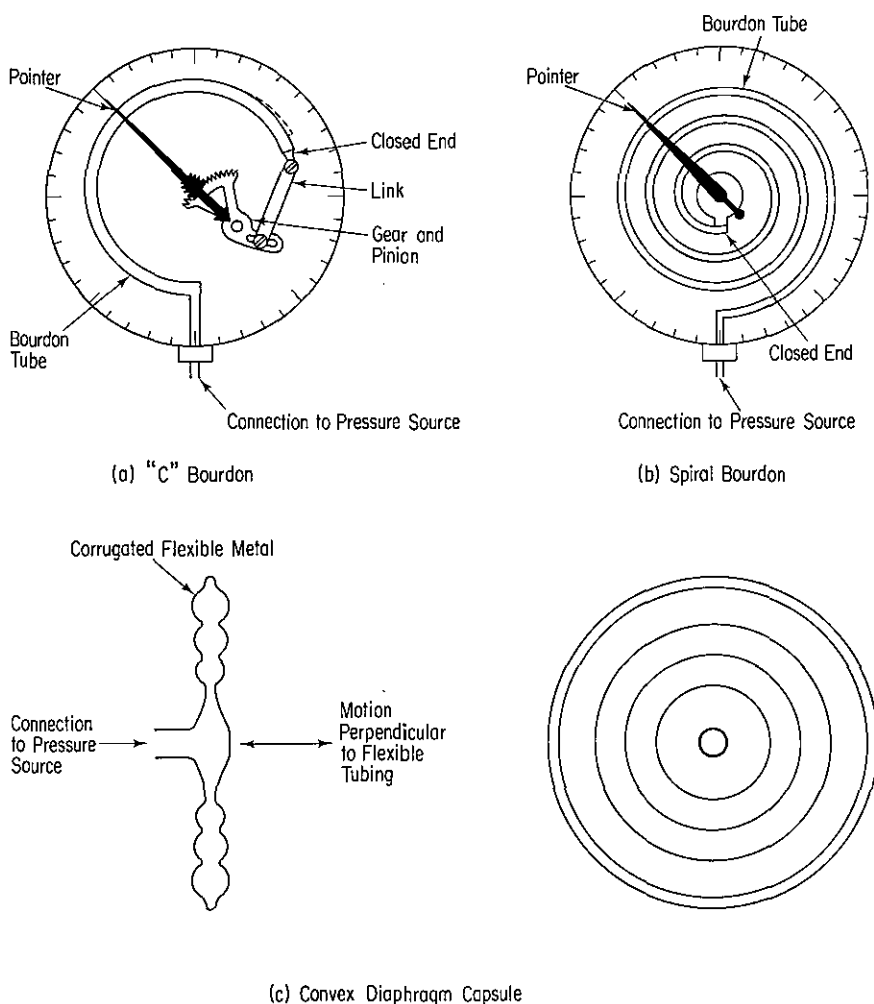 Pointer
Closed End
Link
Gear and
Pinion
Bourdon
Tube
Connection to Pressure Source
(a) "C" Bourdon
Bourdon Tube
Pointer
Closed End
Connection to Pressure Source
(b) Spiral Bourdon
Corrugated Flexible Metal
Connection
to Pressure
Source
Motion
Perpendicular
to Flexible
Tubing
(c) Convex Diaphragm Capsule